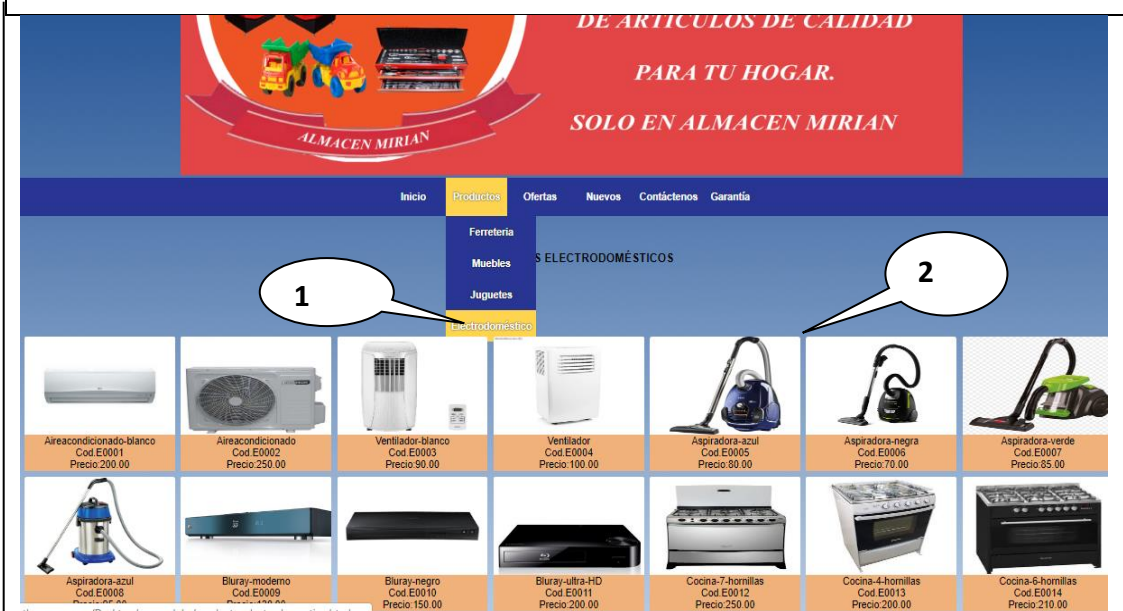 DE ARTICULOS DE CALIDAD
PARA TU HOGAR.
SOLO EN ALMACEN MIRIAN
ALMACEN MIRIAN
Inicio Productos Ofertas Nuevos Contáctenos Garantía
Ferreteria
Muebles
Juguetes
Electrodoméstico
S ELECTRODOMÉSTICOS
1
2
Aireacondicionado-blanco
Cod.E0001
Precio:200.00
Aireacondicionado
Cod.E0002
Precio:250.00
Ventilador-blanco
Cod.E0003
Precio:90.00
Ventilador
Cod.E0004
Precio:100.00
Aspiradora-azul
Cod.E0005
Precio:80.00
Aspiradora-negra
Cod.E0006
Precio:70.00
Aspiradora-verde
Cod.E0007
Precio:85.00
Aspiradora-azul
Cod.E0008
Bluray-moderno
Cod.E0009
Bluray-negro
Cod.E0010
Precio:150.00
Bluray-ultra-HD
Cod.E0011
Precio:200.00
Cocina-7-hornillas
Cod.E0012
Precio:250.00
Cocina-4-hornillas
Cod.E0013
Precio:200.00
Cocina-6-hornillas
Cod.E0014
Precio:210.00